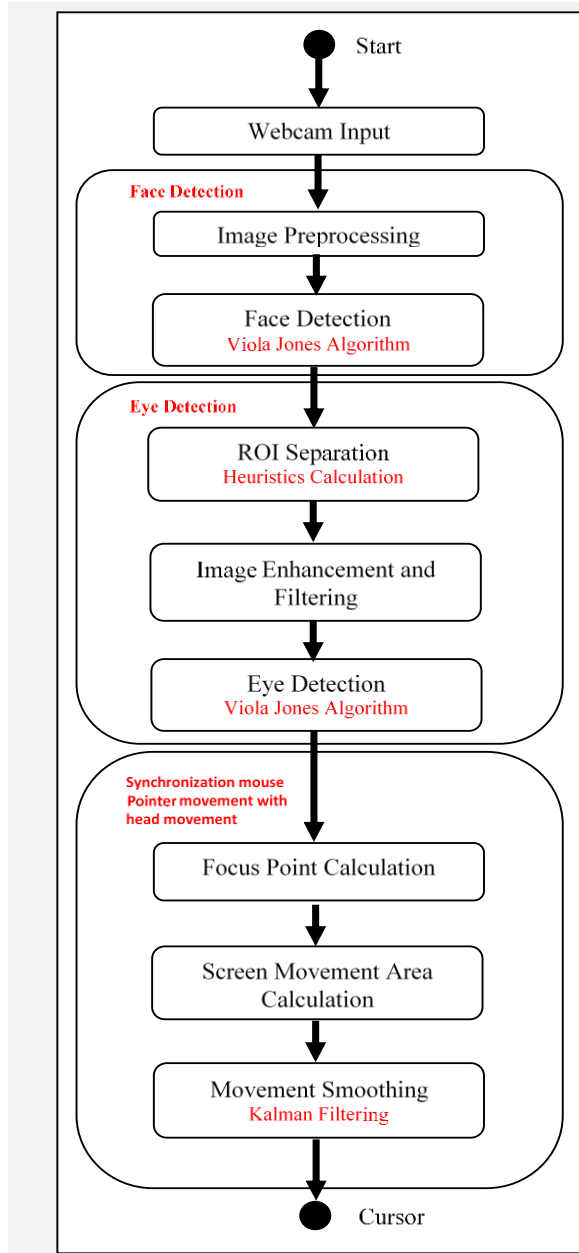 Start
Webcam Input
Face Detection
Image Preprocessing
Face Detection
Viola Jones Algorithm
Eye Detection
ROI Separation
Heuristics Calculation
Image Enhancement and
Filtering
Eye Detection
Viola Jones Algorithm
Synchronization mouse
Pointer movement with
head movement
Focus Point Calculation
Screen Movement Area
Calculation
Movement Smoothing
Kalman Filtering
Cursor